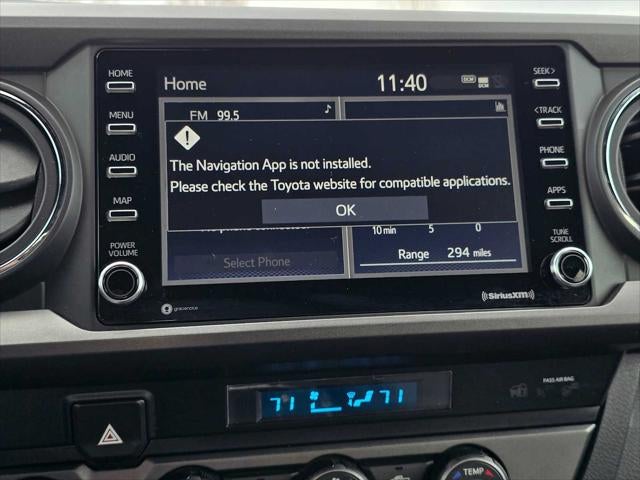 HOME
MENU
AUDIO
MAP
POWER
VOLUME
Home
11:40
DCM
DCM
FM 99.5
The Navigation App is not installed.
Please check the Toyota website for compatible applications.
OK
10 min 5 0
Select Phone
Range 294 miles
gracenote
SiriusXM
SEEK>
<TRACK
PHONE
APPS
TUNE
SCROLL
71 71
PASS AIR BAG
TEMP